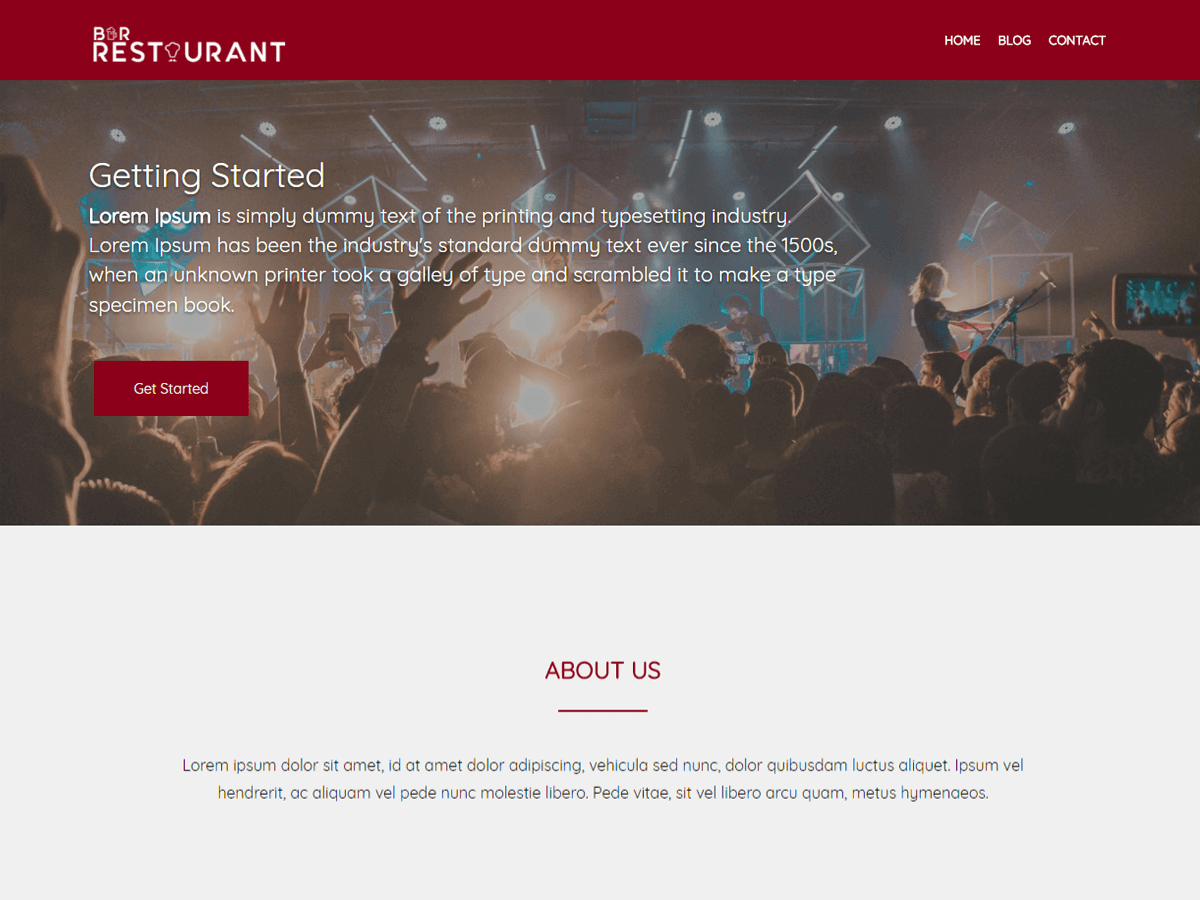 BAR
RESTAURANT
HOME BLOG CONTACT
Getting Started
Lorem Ipsum is simply dummy text of the printing and typesetting industry.
Lorem Ipsum has been the industry's standard dummy text ever since the 1500s,
when an unknown printer took a galley of type and scrambled it to make a type
specimen book.
Get Started
ABOUT US
Lorem ipsum dolor sit amet, id at amet dolor adipiscing, vehicula sed nunc, dolor quibusdam luctus aliquet. Ipsum vel
hendrerit, ac aliquam vel pede nunc molestie libero. Pede vitae, sit vel libero arcu quam, metus hymenaeos.